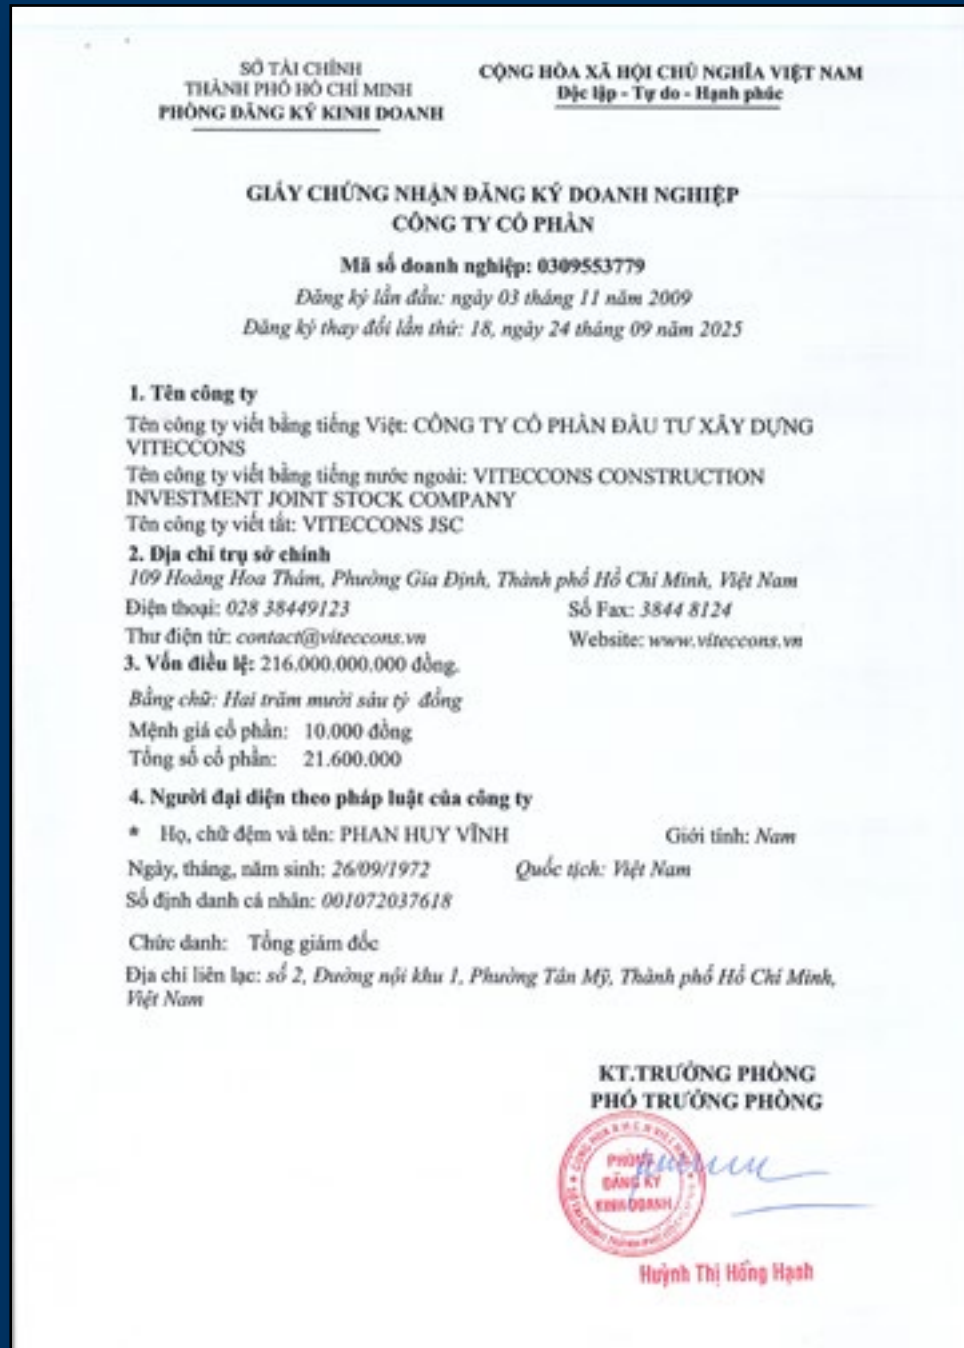 SỞ TÀI CHÍNH
THÀNH PHỐ HỒ CHÍ MINH
PHÒNG ĐĂNG KÝ KINH DOANH
CỘNG HÒA XÃ HỘI CHỦ NGHĨA VIỆT NAM
Độc lập - Tự do - Hạnh phúc
GIẤY CHỨNG NHẬN ĐĂNG KÝ DOANH NGHIỆP
CÔNG TY CỔ PHẦN
Mã số doanh nghiệp: 0309553779
Đăng ký lần đầu: ngày 03 tháng 11 năm 2009
Đăng ký thay đổi lần thứ: 18, ngày 24 tháng 09 năm 2025
1. Tên công ty
Tên công ty viết bằng tiếng Việt: CÔNG TY CỔ PHẦN ĐẦU TƯ XÂY DỰNG
VITECCONS
Tên công ty viết bằng tiếng nước ngoài: VITECCONS CONSTRUCTION
INVESTMENT JOINT STOCK COMPANY
Tên công ty viết tắt: VITECCONS JSC
2. Địa chỉ trụ sở chính
109 Hoàng Hoa Thám, Phường Gia Định, Thành phố Hồ Chí Minh, Việt Nam
Điện thoại: 028 38449123 Số Fax: 3844 8124
Thư điện tử: contact@viteccons.vn Website: www.viteccons.vn
3. Vốn điều lệ: 216.000.000.000 đồng.
Bằng chữ: Hai trăm mười sáu tỷ đồng
Mệnh giá cổ phần: 10.000 đồng
Tổng số cổ phần: 21.600.000
4. Người đại diện theo pháp luật của công ty
* Họ, chữ đệm và tên: PHAN HUY VĨNH Giới tính: Nam
Ngày, tháng, năm sinh: 26/09/1972 Quốc tịch: Việt Nam
Số định danh cá nhân: 001072037618
Chức danh: Tổng giám đốc
Địa chỉ liên lạc: số 2, Đường nội khu 1, Phường Tân Mỹ, Thành phố Hồ Chí Minh,
Việt Nam
KT.TRƯỞNG PHÒNG
PHÓ TRƯỞNG PHÒNG
PHÒNG
ĐĂNG KÝ
KINH DOANH
Huỳnh Thị Hồng Hạnh